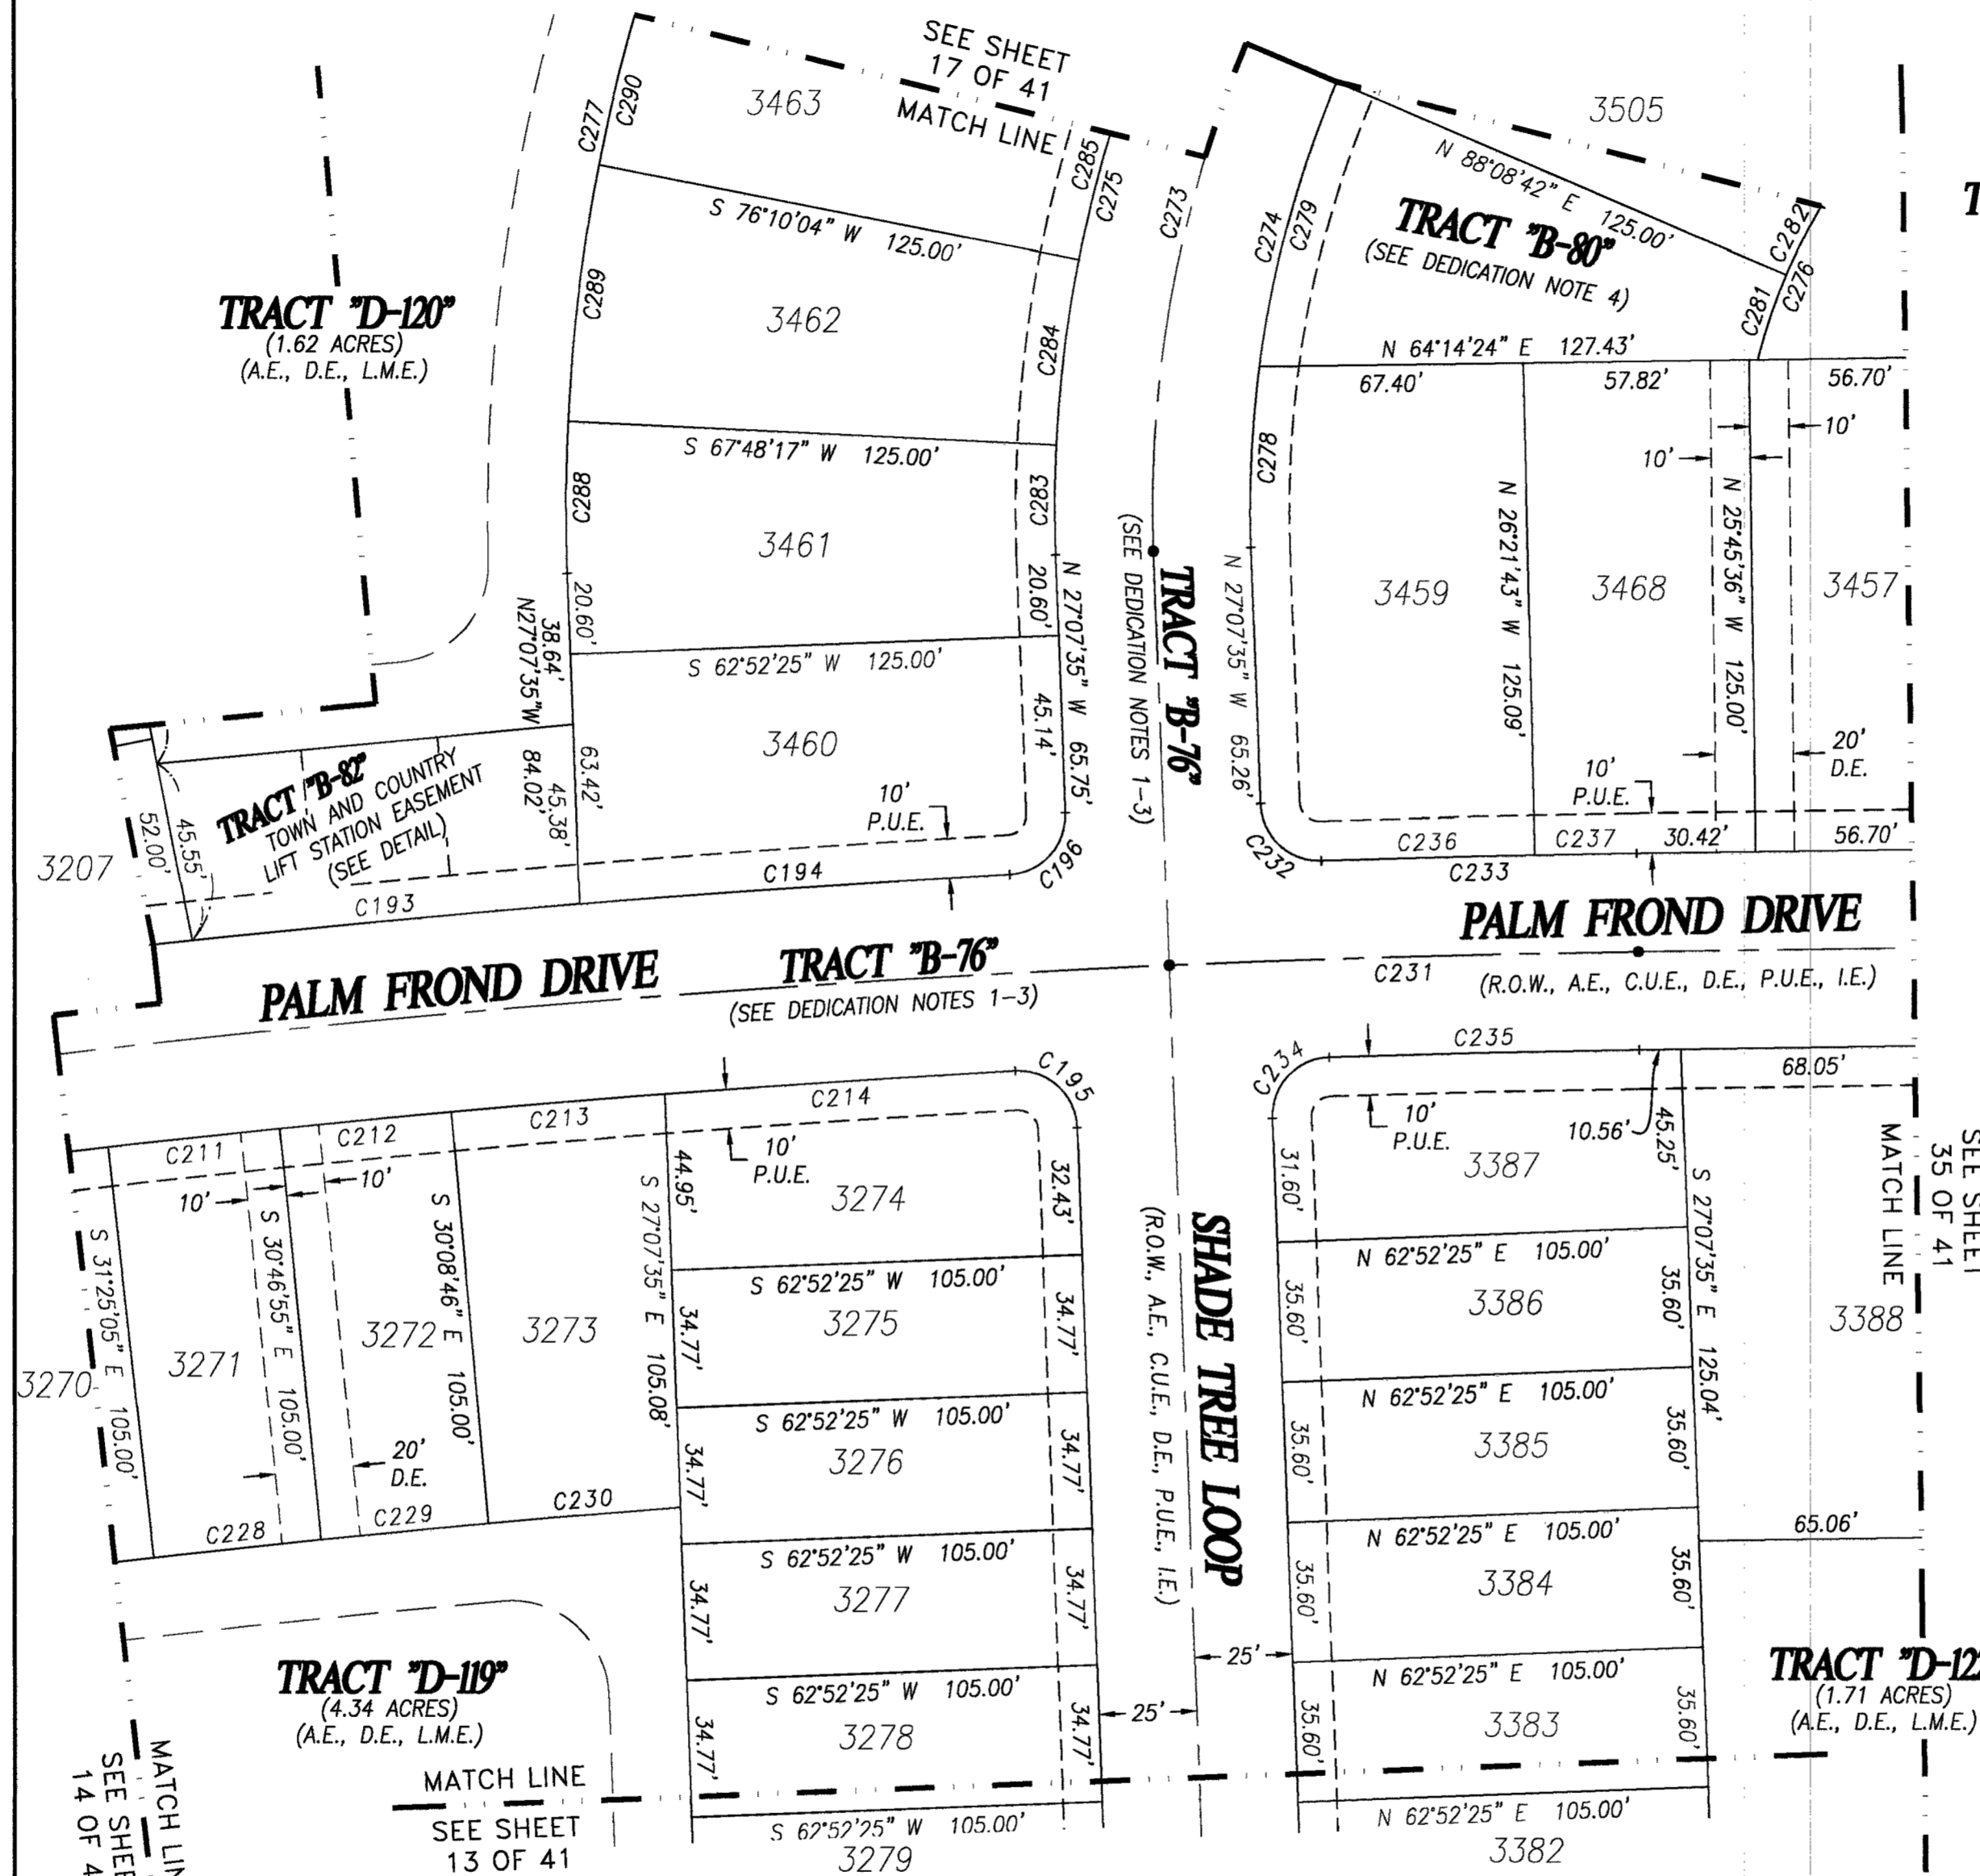 SEE SHEET
17 OF 41
MATCH LINE
3463
C277
C290
C285
C275
C273
3505
N 88°08'42" E 125.00'
TRACT "B-80"
(SEE DEDICATION NOTE 4)
C274
C279
C282
C276
C281
S 76°10'04" W 125.00'
TRACT "D-120"
(1.62 ACRES)
(A.E., D.E., L.M.E.)
C289
3462
C284
N 64°14'24" E 127.43'
67.40'
57.82'
56.70'
10'
10'
S 67°48'17" W 125.00'
C288
C283
C278
3461
20.60'
20.60'
N 27°07'35" W 65.75'
(SEE DEDICATION NOTES 1-3)
TRACT "B-76"
N 27°07'35" W 65.26'
3459
N 26°21'43" W 125.09'
3468
N 25°45'36" W 125.00'
3457
38.64'
N27°07'35"W
S 62°52'25" W 125.00'
45.14'
3460
63.42'
45.38'
84.02'
10'
P.U.E.
10'
P.U.E.
20'
D.E.
TRACT "B-82"
TOWN AND COUNTRY
LIFT STATION EASEMENT
(SEE DETAIL)
52.00'
45.55'
3207
C193
C194
C196
C232
C236
C237
30.42'
56.70'
C233
PALM FROND DRIVE
TRACT "B-76"
(SEE DEDICATION NOTES 1-3)
PALM FROND DRIVE
C231
(R.O.W., A.E., C.U.E., D.E., P.U.E., I.E.)
C195
C234
C235
68.05'
C211
C212
C213
C214
10'
10'
10'
P.U.E.
10'
P.U.E.
10.56'
45.25'
44.95'
32.43'
31.60'
3274
3387
S 31°25'05" E 105.00'
S 30°46'55" E 105.00'
S 30°08'46" E 105.00'
S 27°07'35" E 105.08'
S 27°07'35" E 125.04'
MATCH LINE
SEE SHEET
35 OF 41
3270
3271
3272
3273
S 62°52'25" W 105.00'
N 62°52'25" E 105.00'
3275
3386
3388
34.77'
34.77'
35.60'
35.60'
S 62°52'25" W 105.00'
N 62°52'25" E 105.00'
3276
3385
34.77'
34.77'
35.60'
35.60'
SHADE TREE LOOP
(R.O.W., A.E., C.U.E., D.E., P.U.E., I.E.)
20'
D.E.
C228
C229
C230
S 62°52'25" W 105.00'
N 62°52'25" E 105.00'
65.06'
3277
3384
34.77'
34.77'
35.60'
35.60'
25'
25'
TRACT "D-119"
(4.34 ACRES)
(A.E., D.E., L.M.E.)
S 62°52'25" W 105.00'
N 62°52'25" E 105.00'
3278
3383
34.77'
34.77'
35.60'
35.60'
TRACT "D-122
(1.71 ACRES)
(A.E., D.E., L.M.E.)
MATCH LIN
SEE SHEE
14 OF 4
MATCH LINE
SEE SHEET
13 OF 41
S 62°52'25" W 105.00'
3279
N 62°52'25" E 105.00'
3382